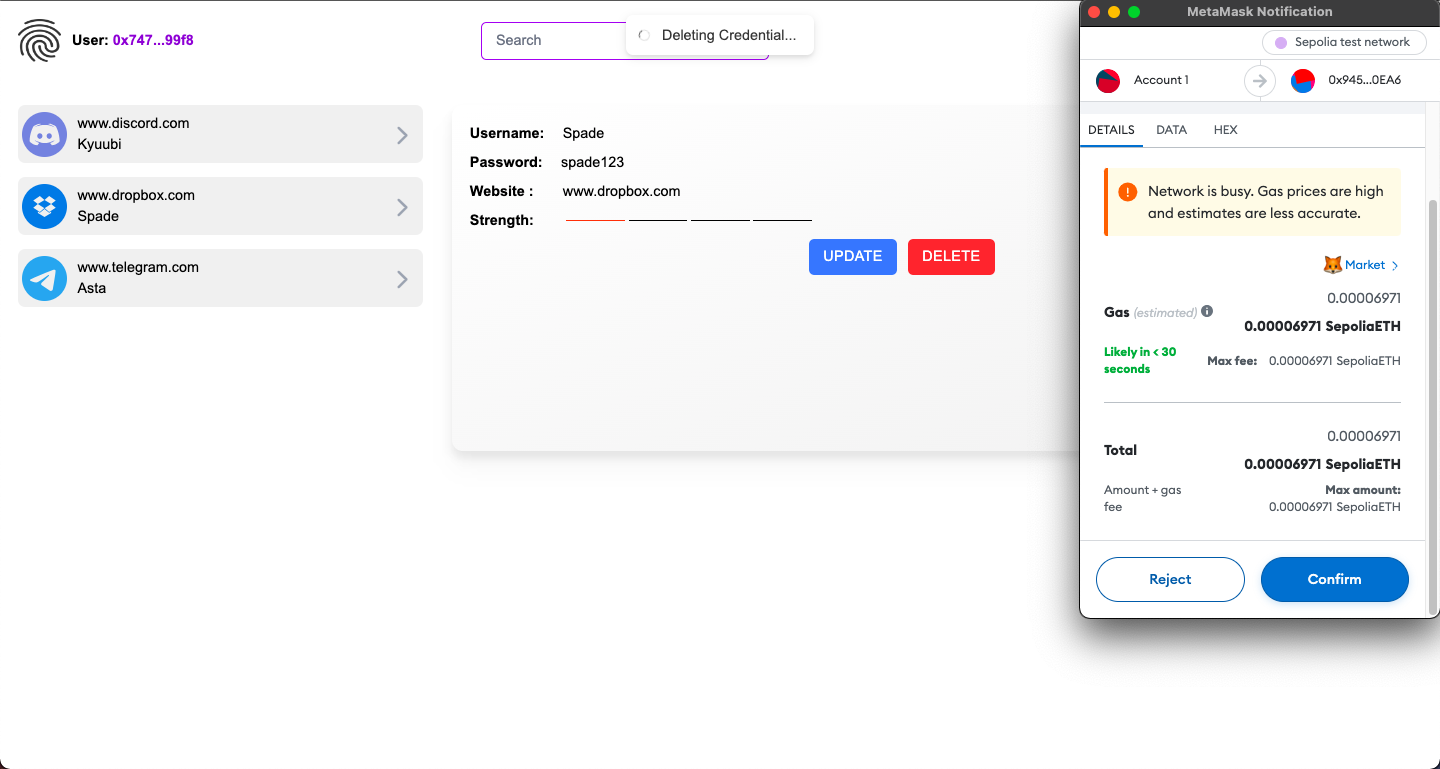 User: 0x747...99f8
Search
Deleting Credential...
www.discord.com
Kyuubi
www.dropbox.com
Spade
www.telegram.com
Asta
Username: Spade
Password: spade123
Website : www.dropbox.com
Strength:
UPDATE DELETE
MetaMask Notification
Sepolia test network
Account 1 0x945...0EA6
DETAILS DATA HEX
Network is busy. Gas prices are high
and estimates are less accurate.
Market
0.00006971
Gas (estimated)
0.00006971 SepoliaETH
Likely in < 30
seconds
Max fee: 0.00006971 SepoliaETH
0.00006971
Total
0.00006971 SepoliaETH
Amount + gas
fee
Max amount:
0.00006971 SepoliaETH
Reject Confirm